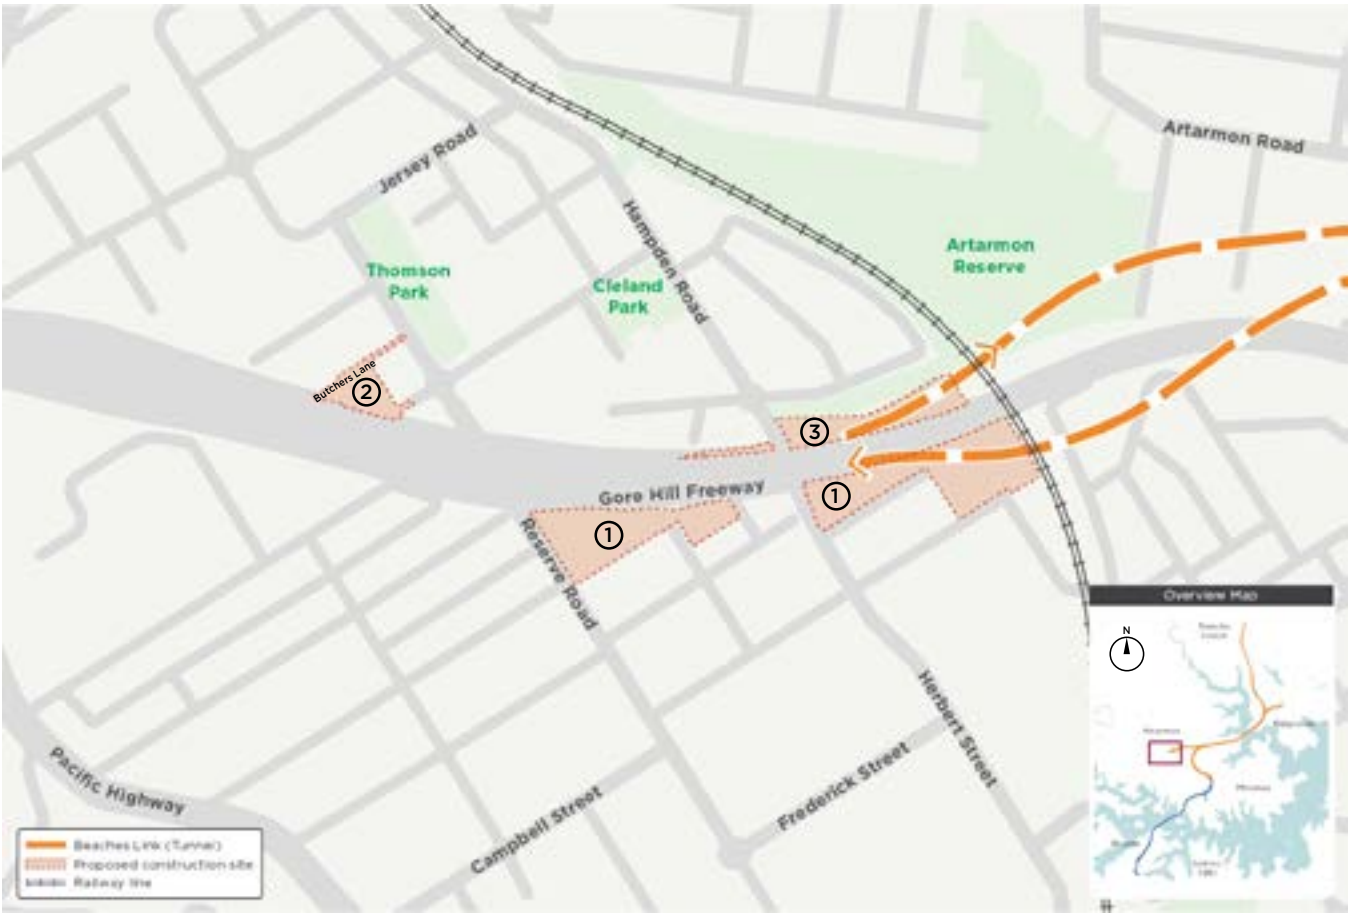 Artarmon Road
Jersey Road
Hampden Road
Artarmon
Reserve
Thomson
Park
Cleland
Park
Butchers Lane
2
3
1
Gore Hill Freeway
1
Reserve Road
Overview Map
N
Herbert Street
Pacific Highway
Frederick Street
Campbell Street
Beaches Link (Tunnel)
Proposed construction site
Railway line